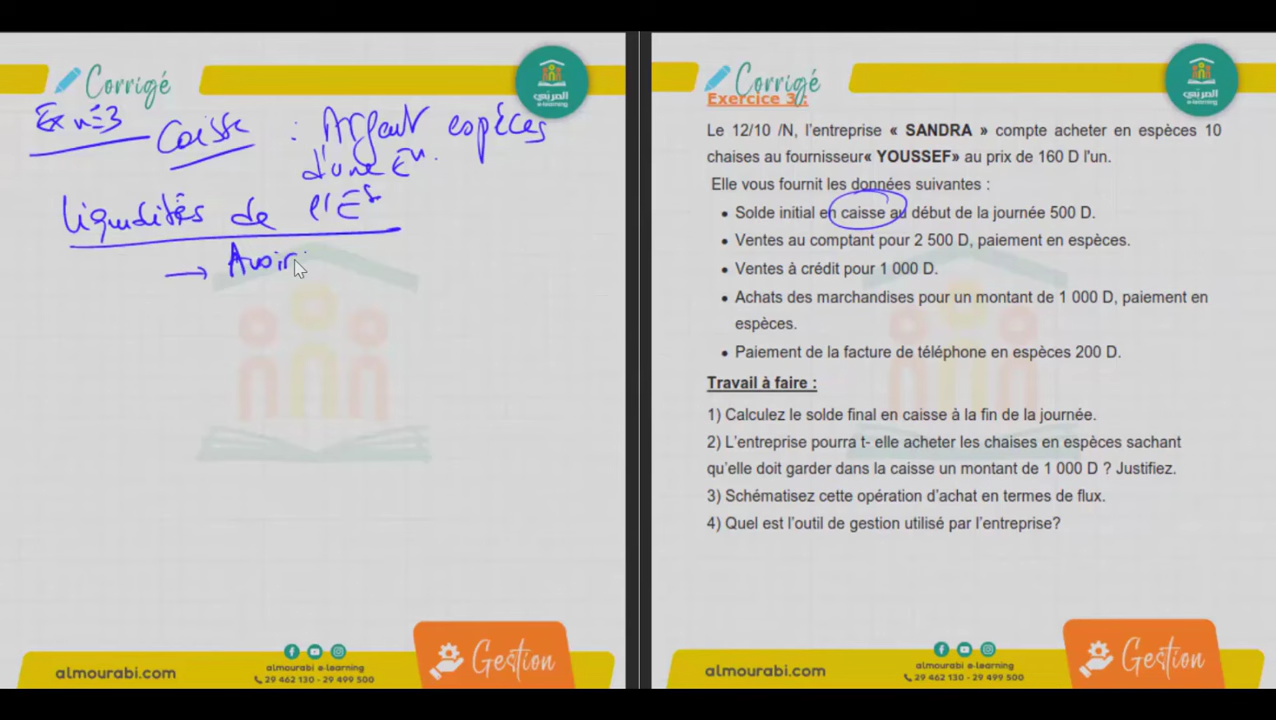 Corrigé
المربّي
e-learning
Ex n°3
Caisse : Argent espèces
d'une Eˢᵉ.
liquidités de l'Eˢᵉ
→ Avoir
almourabi.com
almourabi e-learning
29 462 130 - 29 499 500
Gestion
Corrigé
المربّي
e-learning
Exercice 3 :
Le 12/10 /N, l'entreprise « SANDRA » compte acheter en espèces 10
chaises au fournisseur« YOUSSEF» au prix de 160 D l'un.
Elle vous fournit les données suivantes :
• Solde initial en caisse au début de la journée 500 D.
• Ventes au comptant pour 2 500 D, paiement en espèces.
• Ventes à crédit pour 1 000 D.
• Achats des marchandises pour un montant de 1 000 D, paiement en
espèces.
• Paiement de la facture de téléphone en espèces 200 D.
Travail à faire :
1) Calculez le solde final en caisse à la fin de la journée.
2) L'entreprise pourra t- elle acheter les chaises en espèces sachant
qu'elle doit garder dans la caisse un montant de 1 000 D ? Justifiez.
3) Schématisez cette opération d'achat en termes de flux.
4) Quel est l'outil de gestion utilisé par l'entreprise?
almourabi.com
almourabi e-learning
29 462 130 - 29 499 500
Gestion